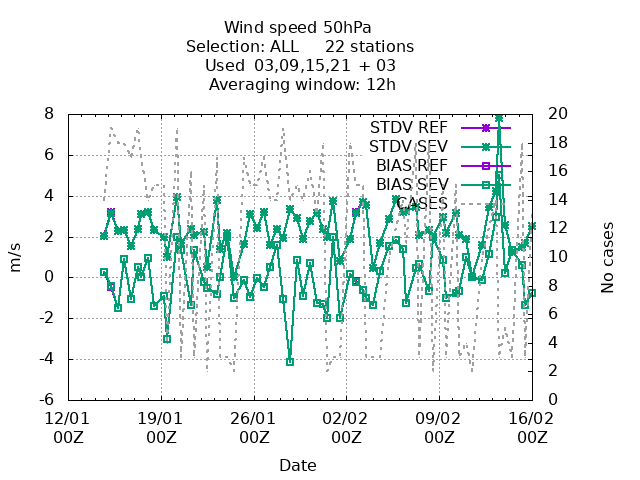 Wind speed 50hPa
Selection: ALL 22 stations
Used 03,09,15,21 + 03
Averaging window: 12h
8
6
4
2
0
-2
-4
-6
m/s
20
18
16
14
12
10
8
6
4
2
0
No cases
STDV REF
STDV SEV
BIAS REF
BIAS SEV
CASES
12/01 19/01 26/01 02/02 09/02 16/02
00Z 00Z 00Z 00Z 00Z 00Z
Date